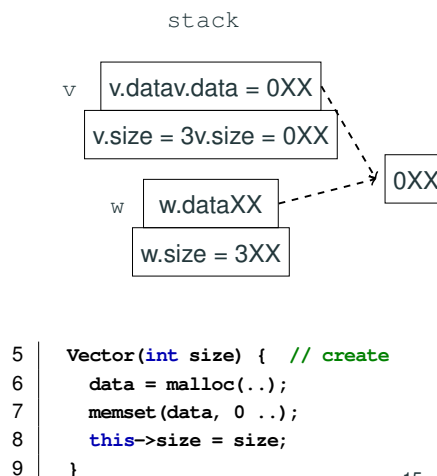 stack
v
v.datav.data = 0XX
v.size = 3v.size = 0XX
0XX
w
w.dataXX
w.size = 3XX
5 Vector(int size) { // create
6 data = malloc(..);
7 memset(data, 0 ..);
8 this->size = size;
9 }